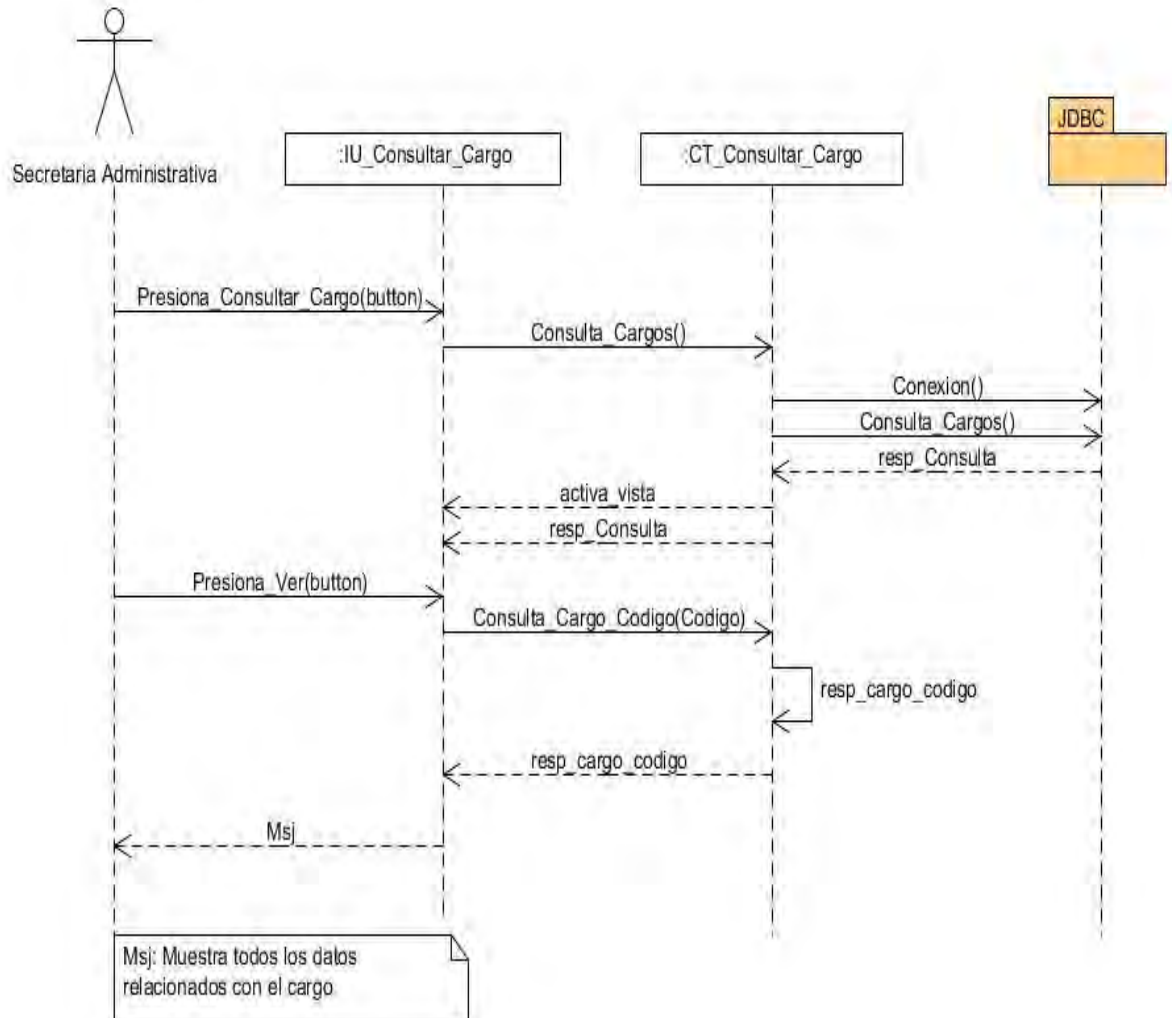 JDBC
:IU_Consultar_Cargo
:CT_Consultar_Cargo
Secretaria Administrativa
Presiona_Consultar_Cargo(button)
Consulta_Cargos()
Conexion()
Consulta_Cargos()
resp_Consulta
activa_vista
resp_Consulta
Presiona_Ver(button)
Consulta_Cargo_Codigo(Codigo)
resp_cargo_codigo
resp_cargo_codigo
Msj
Msj: Muestra todos los datos
relacionados con el cargo